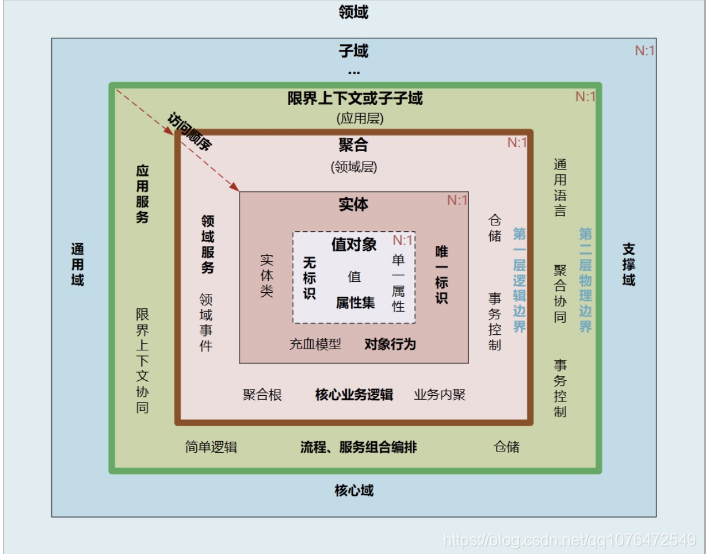 领域
子域
N:1
...
限界上下文或子子域
N:1
(应用层)
访问顺序
聚合
N:1
(领域层)
应用服务
限界上下文协同
通用域
领域服务
领域事件
实体
N:1
实体类
值对象
N:1
无标识
值
单一属性
属性集
唯一标识
充血模型
对象行为
仓储
事务控制
第一层逻辑边界
通用语言
聚合协同
事务控制
第二层物理边界
支撑域
聚合根
核心业务逻辑
业务内聚
简单逻辑
流程、服务组合编排
仓储
核心域
https://blog.csdn.net/qq1076472549